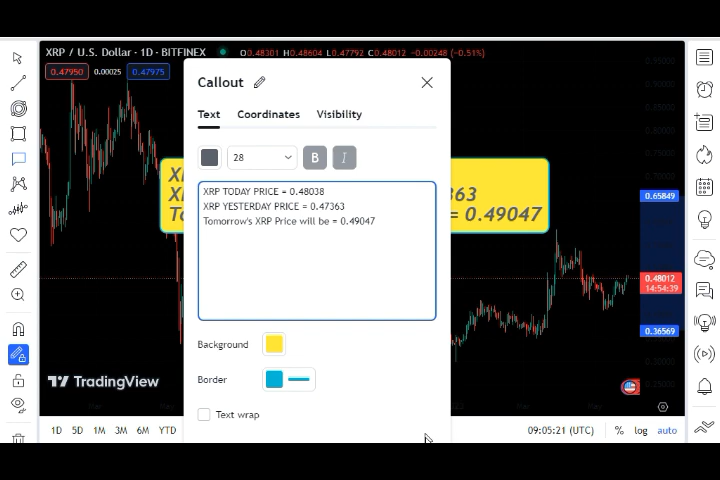 XRP / U.S. Dollar · 1D · BITFINEX O0.48301 H0.48604 L0.47792 C0.48012 −0.00248 (−0.51%)
0.47950 0.00025 0.47975
Callout
Text Coordinates Visibility
28 B I
XRP TODAY PRICE = 0.48038
XRP YESTERDAY PRICE = 0.47363
Tomorrow's XRP Price will be = 0.49047
363
= 0.49047
0.65849
0.48012
14:54:39
0.36569
Background
Border
Text wrap
TradingView
1D 5D 1M 3M 6M YTD
09:05:21 (UTC) % log auto